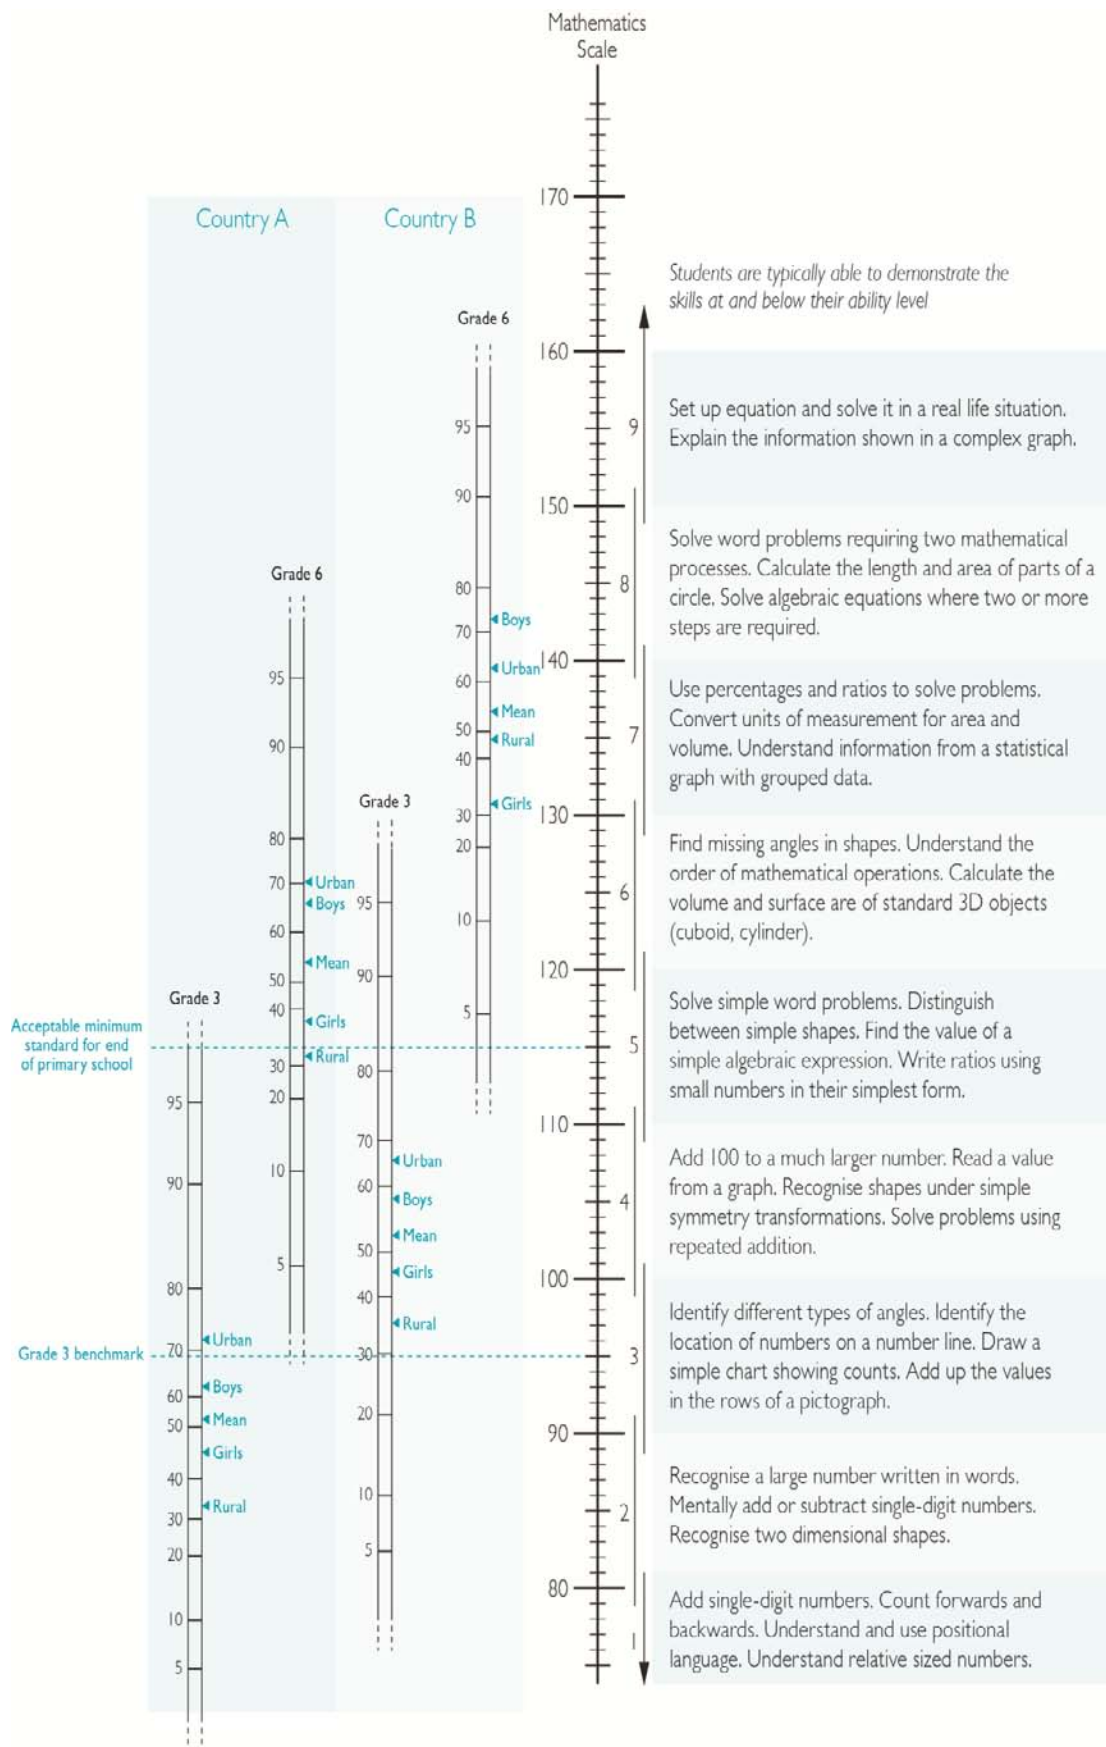 Mathematics
Scale
170
160
150
140
130
120
110
100
90
80
9
8
7
6
5
4
3
2
1
Country A
Country B
Grade 6
95
90
80
70
60
50
40
30
20
10
5
Boys
Urban
Mean
Rural
Girls
Grade 6
95
90
80
70
60
50
40
30
20
10
5
Urban
Boys
Mean
Girls
Rural
Grade 3
95
90
80
70
60
50
40
30
20
10
5
Urban
Boys
Mean
Girls
Rural
Grade 3
95
90
80
70
60
50
40
30
20
10
5
Urban
Boys
Mean
Girls
Rural
Acceptable minimum
standard for end
of primary school
Grade 3 benchmark
Students are typically able to demonstrate the
skills at and below their ability level
Set up equation and solve it in a real life situation.
Explain the information shown in a complex graph.
Solve word problems requiring two mathematical
processes. Calculate the length and area of parts of a
circle. Solve algebraic equations where two or more
steps are required.
Use percentages and ratios to solve problems.
Convert units of measurement for area and
volume. Understand information from a statistical
graph with grouped data.
Find missing angles in shapes. Understand the
order of mathematical operations. Calculate the
volume and surface are of standard 3D objects
(cuboid, cylinder).
Solve simple word problems. Distinguish
between simple shapes. Find the value of a
simple algebraic expression. Write ratios using
small numbers in their simplest form.
Add 100 to a much larger number. Read a value
from a graph. Recognise shapes under simple
symmetry transformations. Solve problems using
repeated addition.
Identify different types of angles. Identify the
location of numbers on a number line. Draw a
simple chart showing counts. Add up the values
in the rows of a pictograph.
Recognise a large number written in words.
Mentally add or subtract single-digit numbers.
Recognise two dimensional shapes.
Add single-digit numbers. Count forwards and
backwards. Understand and use positional
language. Understand relative sized numbers.